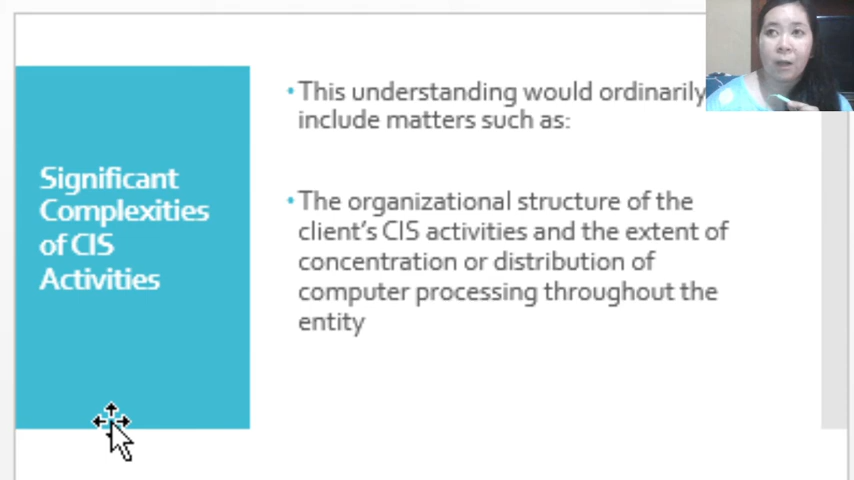 Significant
Complexities
of CIS
Activities
•This understanding would ordinarily
include matters such as:
•The organizational structure of the
client's CIS activities and the extent of
concentration or distribution of
computer processing throughout the
entity